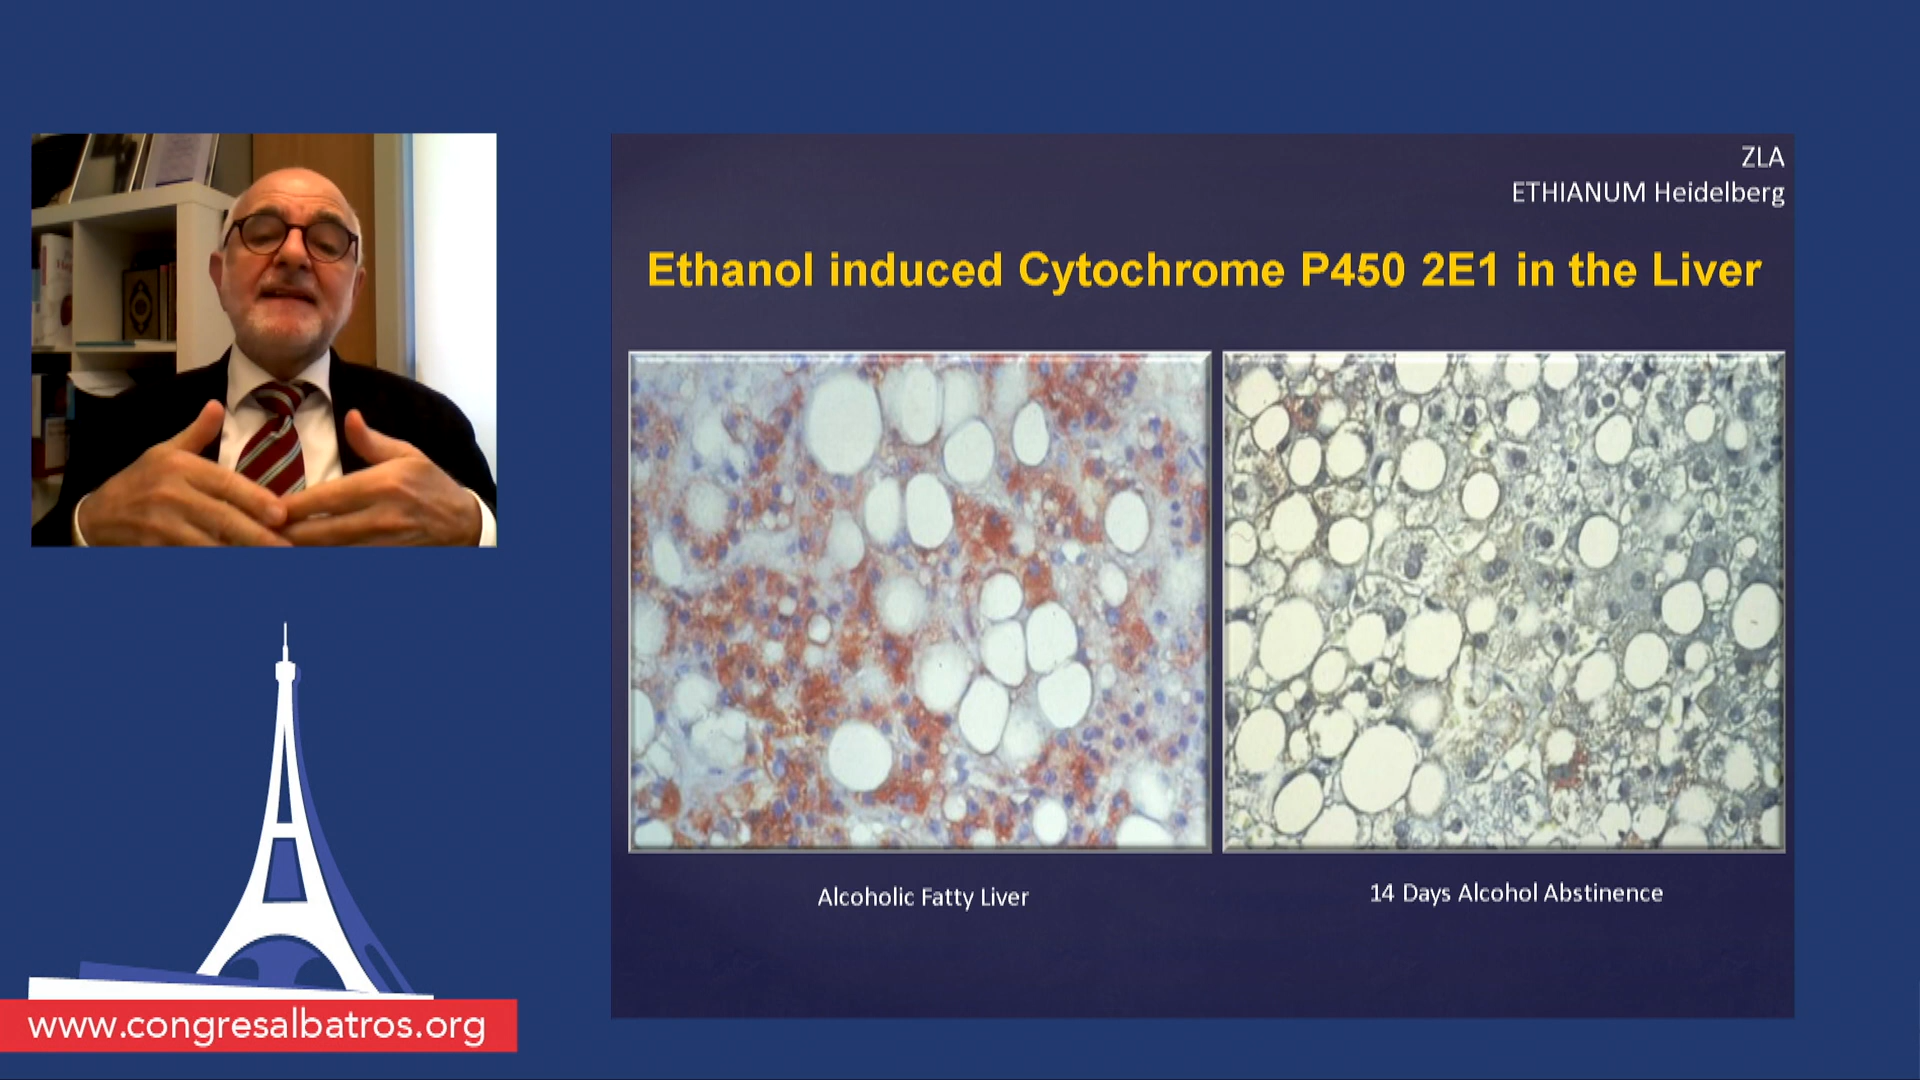 ZLA
ETHIANUM Heidelberg
Ethanol induced Cytochrome P450 2E1 in the Liver
Alcoholic Fatty Liver
14 Days Alcohol Abstinence
www.congresalbatros.org